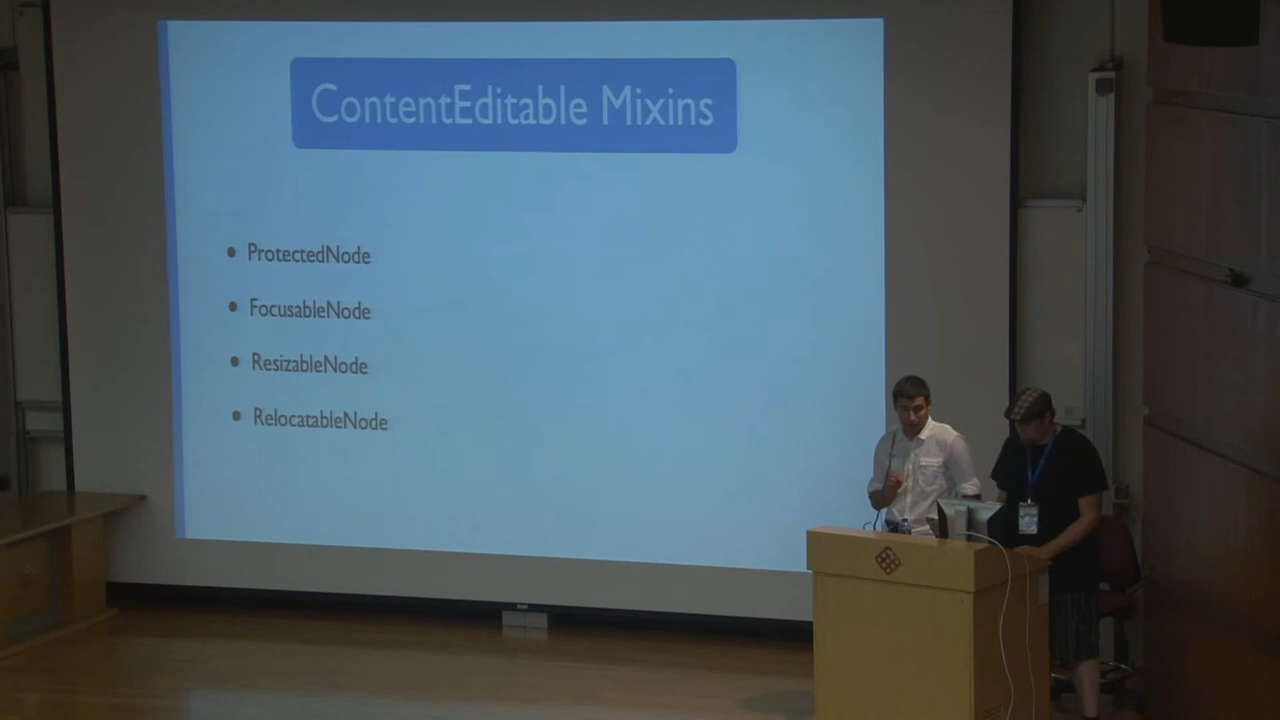 ContentEditable Mixins
ProtectedNode
FocusableNode
ResizableNode
RelocatableNode